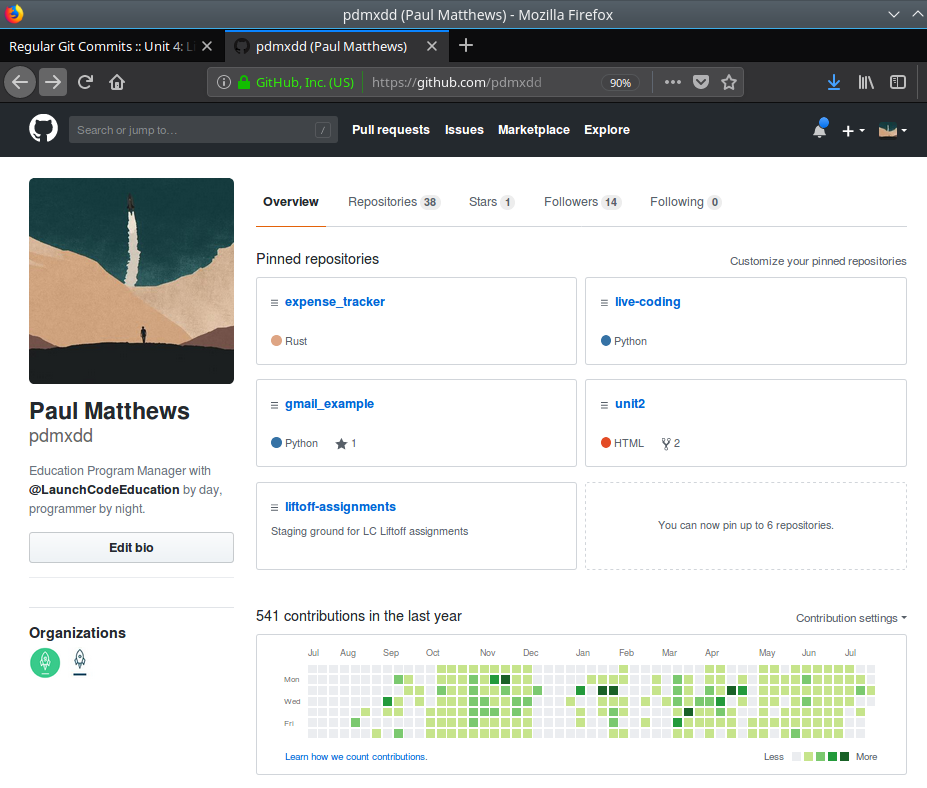 pdmxdd (Paul Matthews) - Mozilla Firefox
Regular Git Commits :: Unit 4: Li
pdmxdd (Paul Matthews)
GitHub, Inc. (US)
https://github.com/pdmxdd
90%
Search or jump to…
/
Pull requests
Issues
Marketplace
Explore
Overview
Repositories 38
Stars 1
Followers 14
Following 0
Pinned repositories
Customize your pinned repositories
expense_tracker
Rust
live-coding
Python
gmail_example
Python
1
unit2
HTML
2
liftoff-assignments
Staging ground for LC Liftoff assignments
You can now pin up to 6 repositories.
Paul Matthews
pdmxdd
Education Program Manager with
@LaunchCodeEducation by day,
programmer by night.
Edit bio
Organizations
541 contributions in the last year
Contribution settings
Jul Aug Sep Oct Nov Dec Jan Feb Mar Apr May Jun Jul
Mon
Wed
Fri
Learn how we count contributions.
Less
More